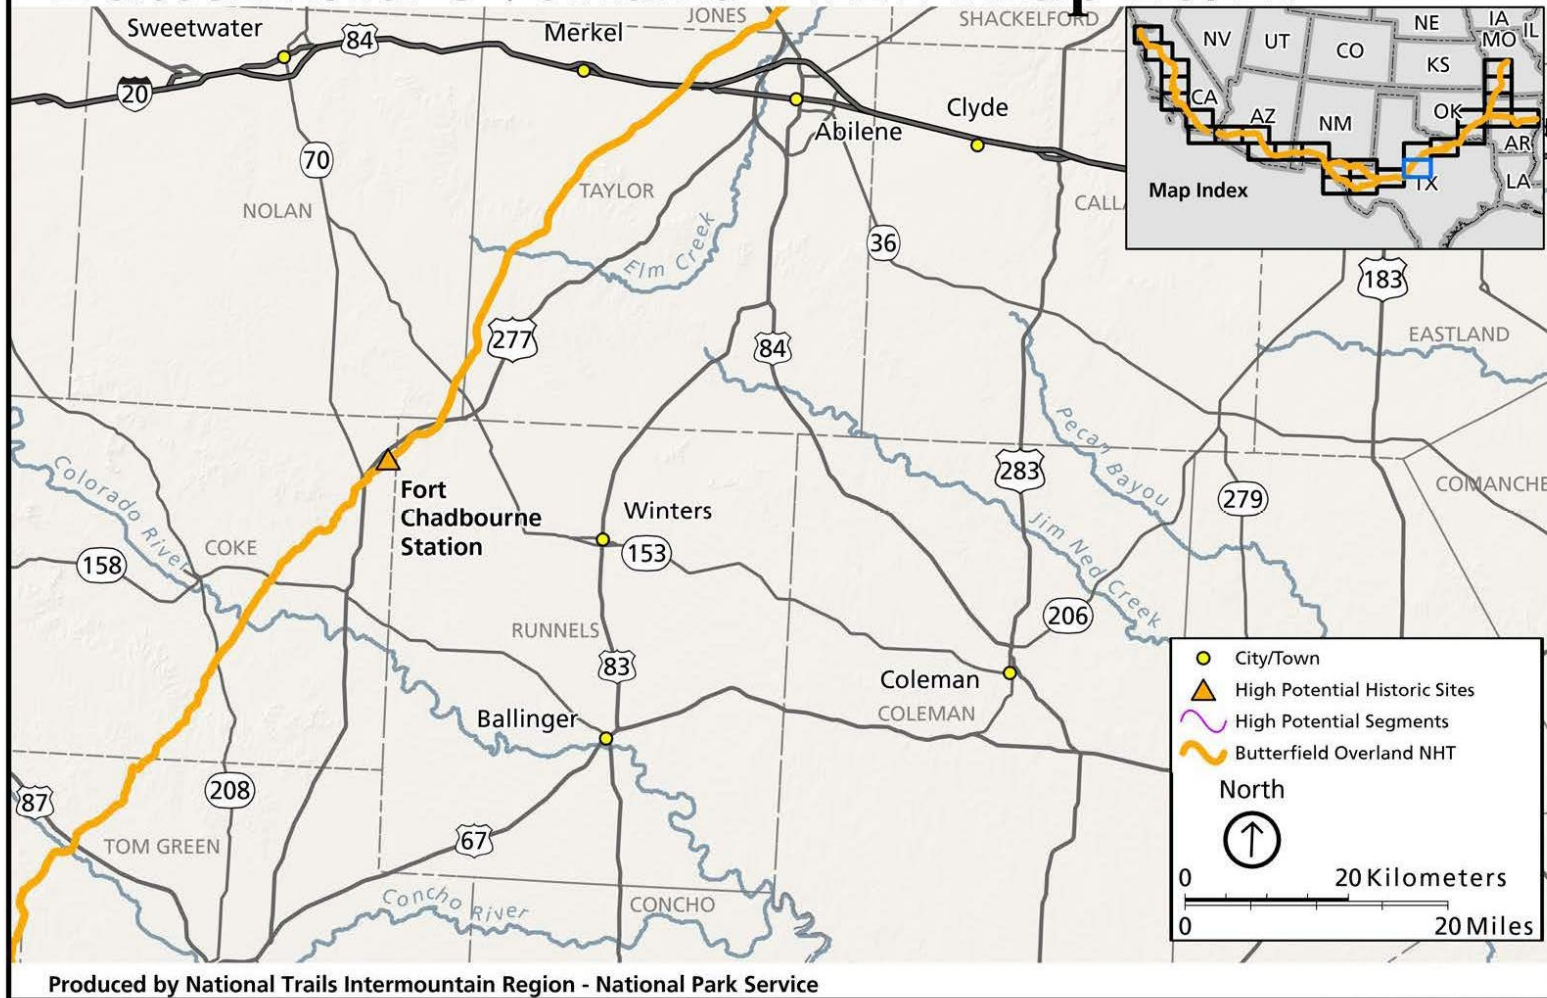 JONES
SHACKELFORD
Sweetwater
84
Merkel
20
Clyde
Abilene
70
TAYLOR
NOLAN
CALLA
36
Elm Creek
277
84
183
EASTLAND
Pecan Bayou
Colorado River
283
COMANCHE
279
Fort
Chadbourne
Station
Winters
153
COKE
158
Jim Ned Creek
206
RUNNELS
83
Coleman
COLEMAN
Ballinger
208
87
67
TOM GREEN
Concho River
CONCHO
NV
UT
CO
NE
IA
IL
MO
KS
CA
AZ
NM
OK
AR
TX
LA
Map Index
City/Town
High Potential Historic Sites
High Potential Segments
Butterfield Overland NHT
North
0 20 Kilometers
0 20 Miles
Produced by National Trails Intermountain Region - National Park Service